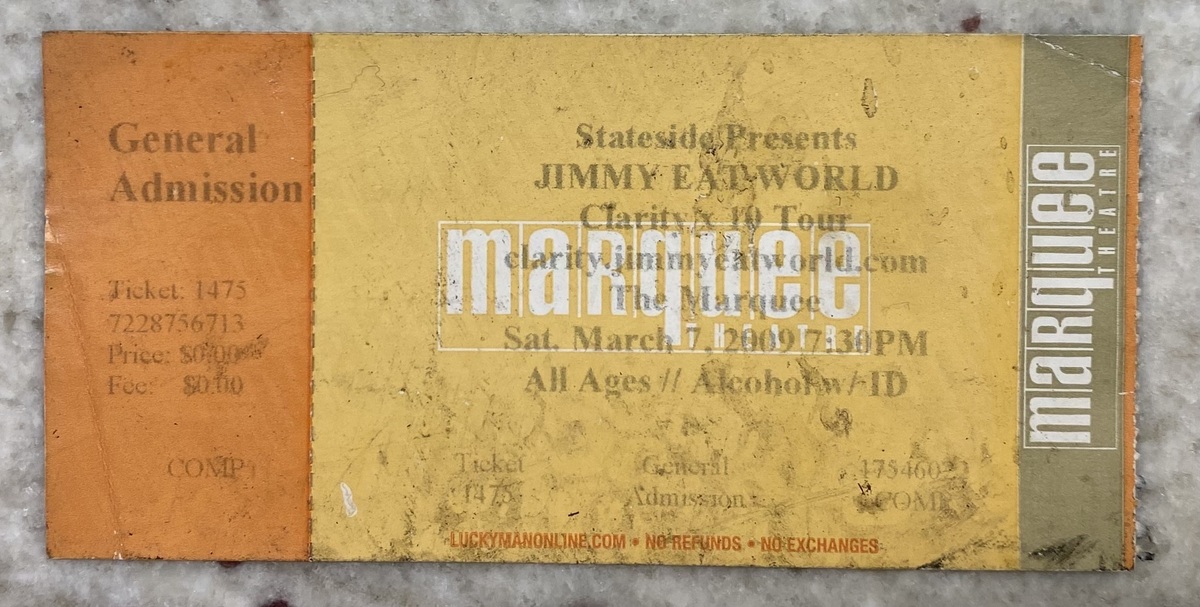 General
Admission
Ticket: 1475
7228756713
Price: $0.00
Fee: $0.00
COMP
Stateside Presents
JIMMY EAT WORLD
Clarity x 10 Tour
clarity.jimmyeatworld.com
The Marquee
Sat. March 7, 2009 7:30PM
All Ages // Alcohol w/ ID
marquee
THEATRE
Ticket
1475
General
Admission
COMP
LUCKYMANONLINE.COM • NO REFUNDS • NO EXCHANGES
marquee
THEATRE